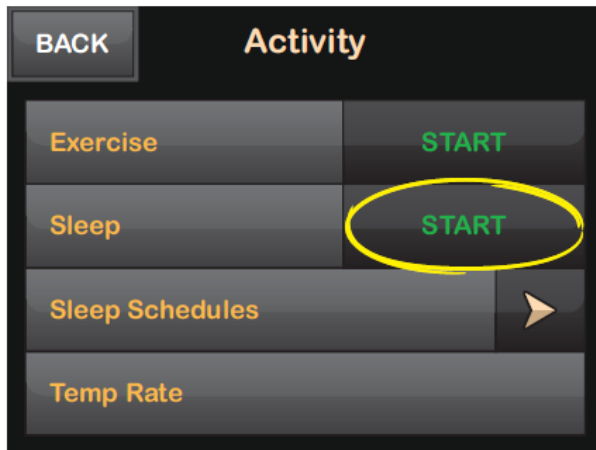 BACK Activity
Exercise START
Sleep START
Sleep Schedules
Temp Rate